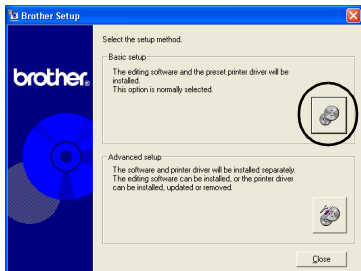 Brother Setup
Select the setup method.
brother®
Basic setup
The editing software and the preset printer driver will be
installed.
This option is normally selected.
Advanced setup
The software and printer driver will be installed separately.
The editing software can be installed, or the printer driver
can be installed, updated or removed.
Close